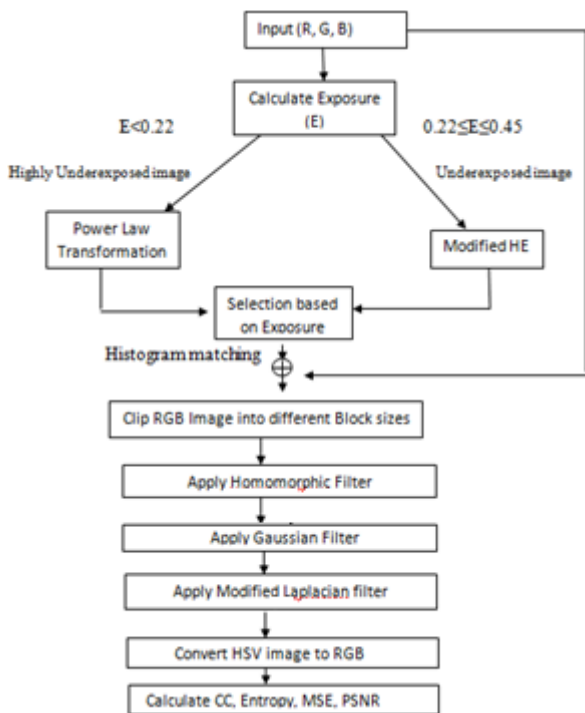 Input (R, G, B)
Calculate Exposure
(E)
E<0.22
0.22≤E≤0.45
Highly Underexposed image
Underexposed image
Power Law
Transformation
Modified HE
Selection based
on Exposure
Histogram matching
Clip RGB Image into different Block sizes
Apply Homomorphic Filter
Apply Gaussian Filter
Apply Modified Laplacian filter
Convert HSV image to RGB
Calculate CC, Entropy, MSE, PSNR